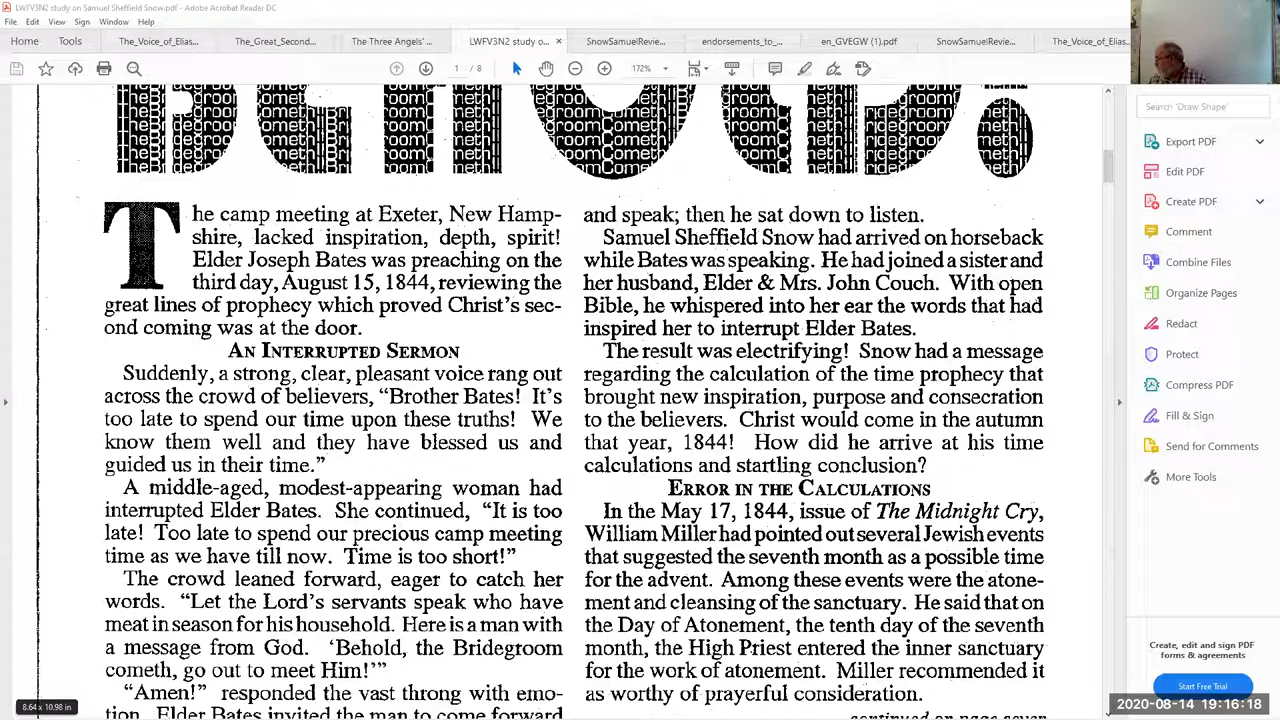 LWFV3N2 study on Samuel Sheffield Snow.pdf - Adobe Acrobat Reader DC
File Edit View Sign Window Help
Home Tools The_Voice_of_Elias... The_Great_Second... The Three Angels' ... LWFV3N2 study o... × SnowSamuelRevie... endorsements_to_... en_GVEGW (1).pdf SnowSamuelRevie... The_Voice_of_Elias...
1 / 8 172%
BEHOLD!
The camp meeting at Exeter, New Hamp-
shire, lacked inspiration, depth, spirit!
Elder Joseph Bates was preaching on the
third day, August 15, 1844, reviewing the
great lines of prophecy which proved Christ's sec-
ond coming was at the door.
AN INTERRUPTED SERMON
Suddenly, a strong, clear, pleasant voice rang out
across the crowd of believers, "Brother Bates! It's
too late to spend our time upon these truths! We
know them well and they have blessed us and
guided us in their time."
A middle-aged, modest-appearing woman had
interrupted Elder Bates. She continued, "It is too
late! Too late to spend our precious camp meeting
time as we have till now. Time is too short!"
The crowd leaned forward, eager to catch her
words. "Let the Lord's servants speak who have
meat in season for his household. Here is a man with
a message from God. 'Behold, the Bridegroom
cometh, go out to meet Him!'"
"Amen!" responded the vast throng with emo-
tion. Elder Bates invited the man to come forward
and speak; then he sat down to listen.
Samuel Sheffield Snow had arrived on horseback
while Bates was speaking. He had joined a sister and
her husband, Elder & Mrs. John Couch. With open
Bible, he whispered into her ear the words that had
inspired her to interrupt Elder Bates.
The result was electrifying! Snow had a message
regarding the calculation of the time prophecy that
brought new inspiration, purpose and consecration
to the believers. Christ would come in the autumn
that year, 1844! How did he arrive at his time
calculations and startling conclusion?
ERROR IN THE CALCULATIONS
In the May 17, 1844, issue of The Midnight Cry,
William Miller had pointed out several Jewish events
that suggested the seventh month as a possible time
for the advent. Among these events were the atone-
ment and cleansing of the sanctuary. He said that on
the Day of Atonement, the tenth day of the seventh
month, the High Priest entered the inner sanctuary
for the work of atonement. Miller recommended it
as worthy of prayerful consideration.
continued on page seven
8.64 x 10.98 in
Search 'Draw Shape'
Export PDF
Edit PDF
Create PDF
Comment
Combine Files
Organize Pages
Redact
Protect
Compress PDF
Fill & Sign
Send for Comments
More Tools
Create, edit and sign PDF
forms & agreements
Start Free Trial
2020-08-14 19:16:18